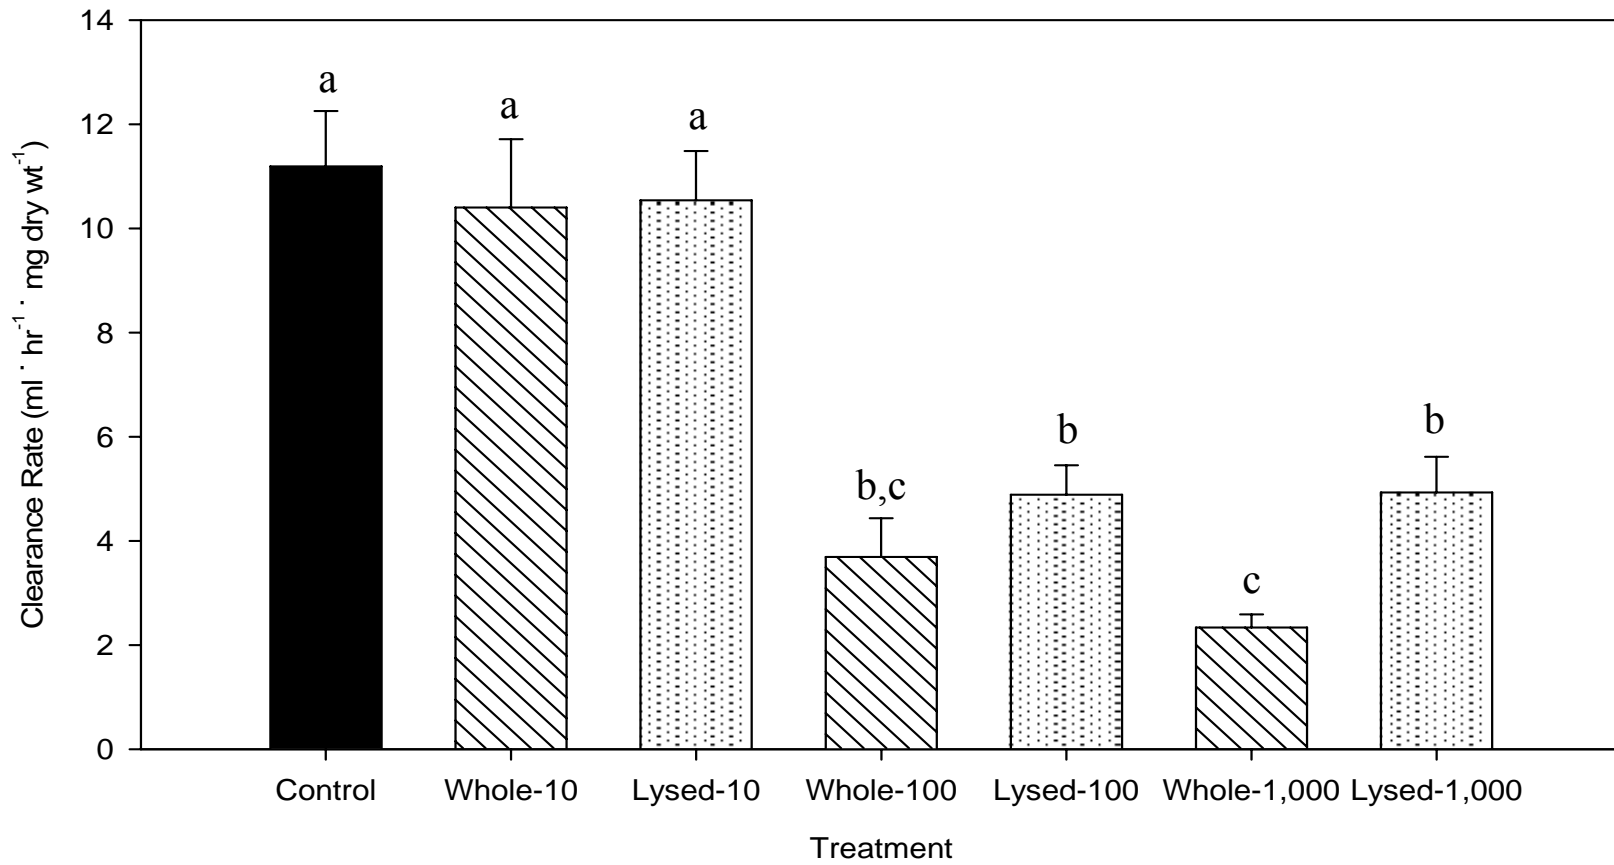 14
12
10
8
6
4
2
0
Clearance Rate (ml · hr⁻¹ · mg dry wt⁻¹)
a
a
a
b,c
b
c
b
Control Whole-10 Lysed-10 Whole-100 Lysed-100 Whole-1,000 Lysed-1,000
Treatment